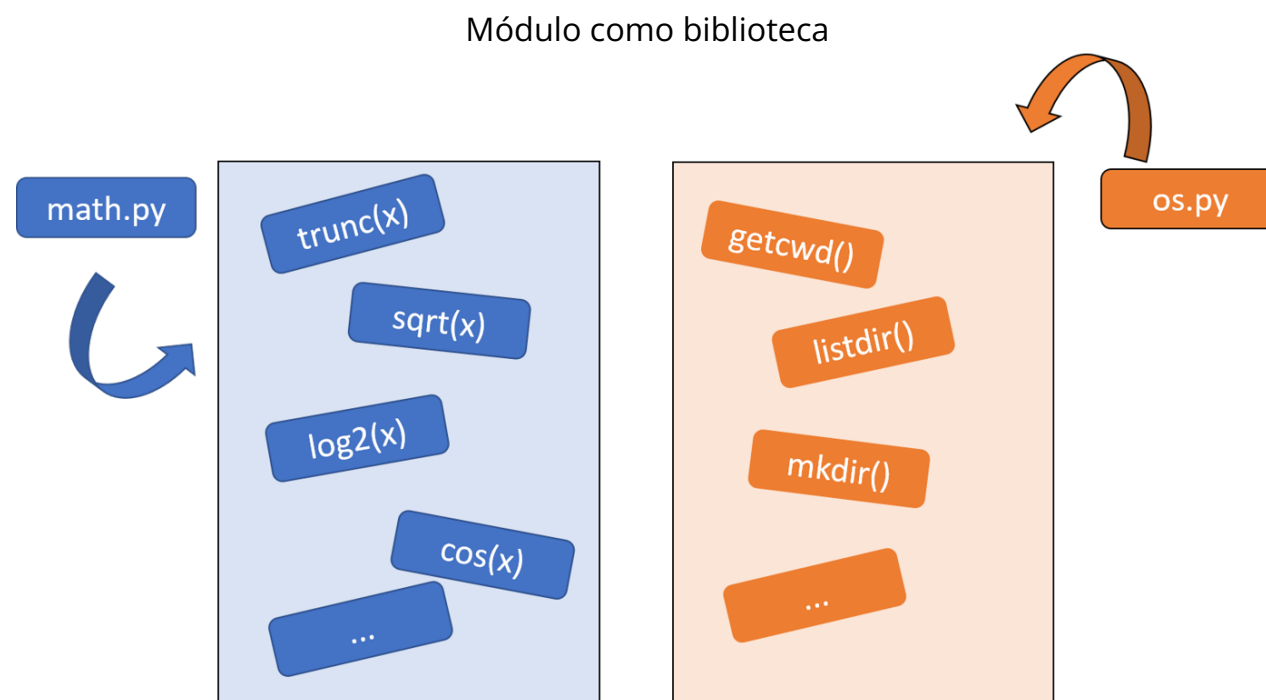 Módulo como biblioteca
math.py
trunc(x)
sqrt(x)
log2(x)
cos(x)
...
os.py
getcwd()
listdir()
mkdir()
...